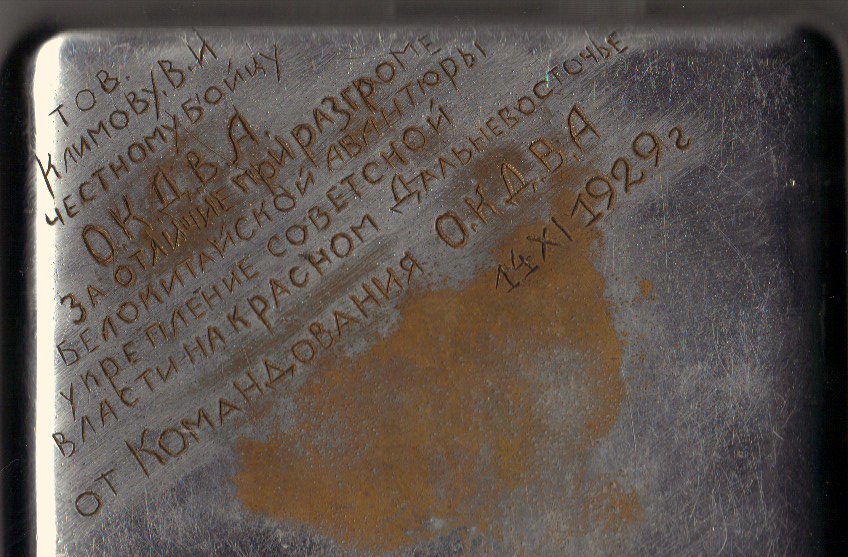 тов.
Климову.В.И
честному бойцу
О.К.Д.В.А.
За отличие при разгроме
белокитайской авантюры
укрепление советской
власти на красном Дальневосточье
от Командования О.К.Д.В.А
14 XI 1929 г